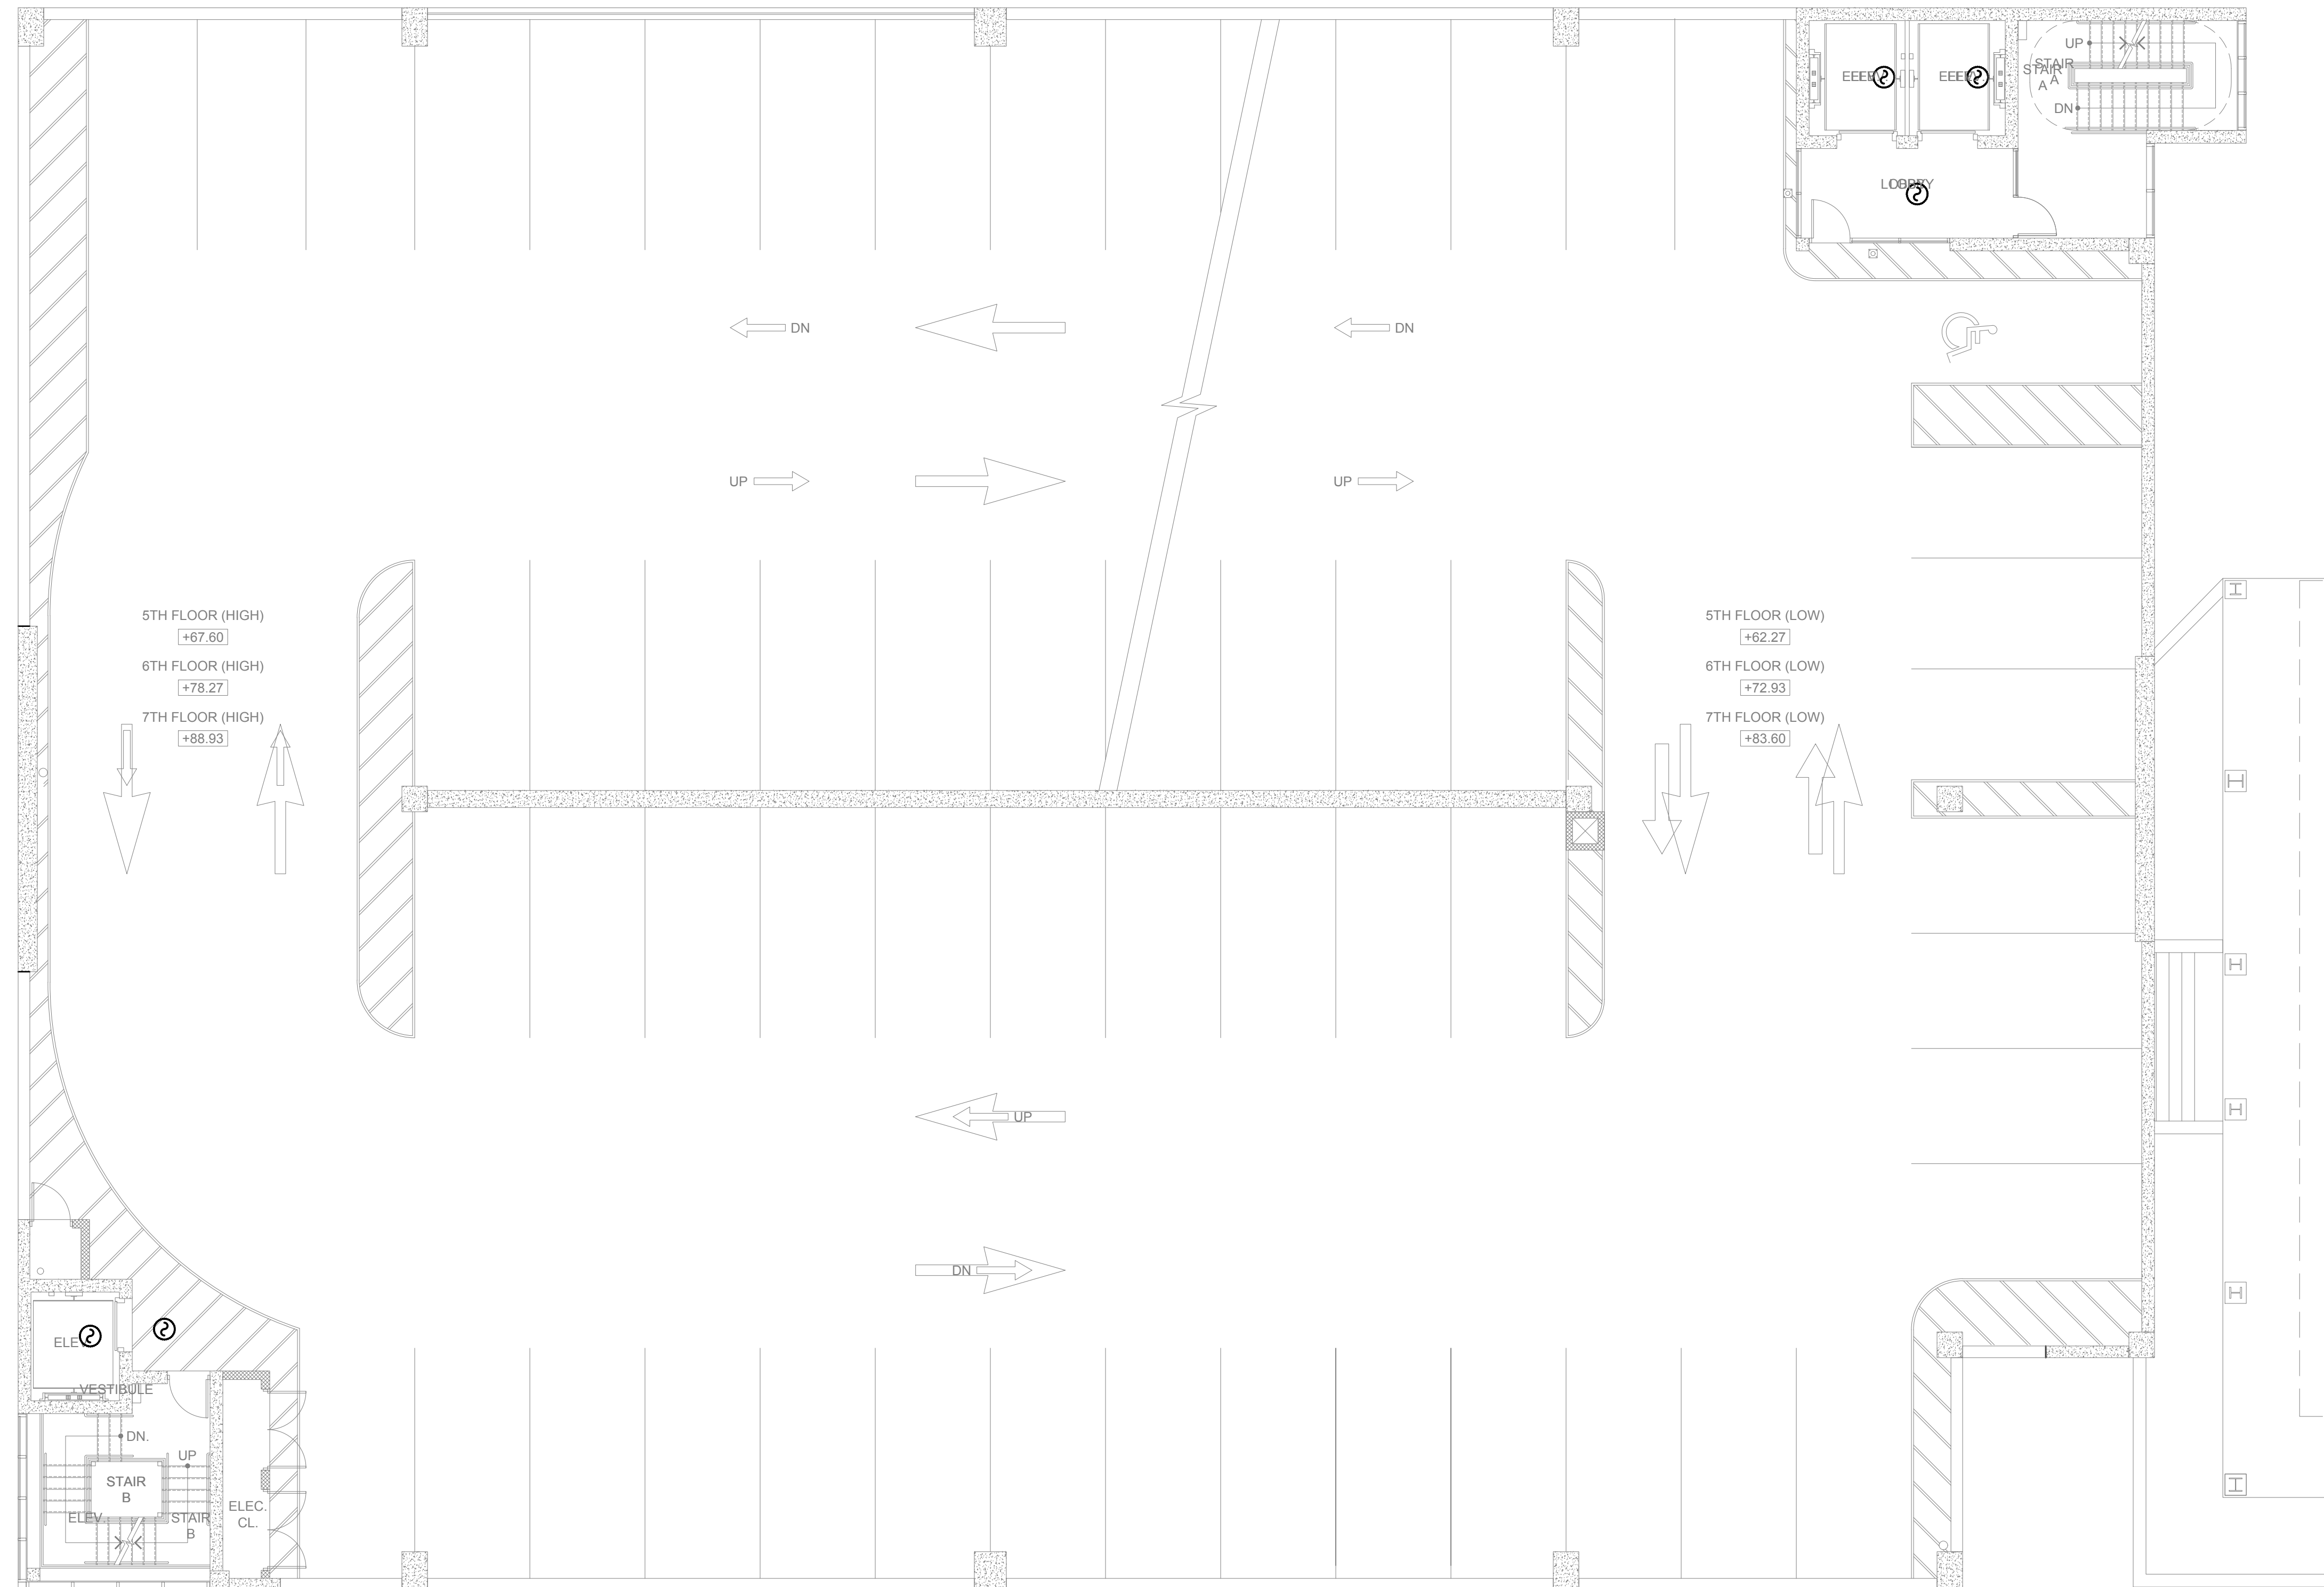 UP
STAIR
A
STAIR
A
DN
ELEV.
LOBBY
DN
DN
UP
UP
5TH FLOOR (HIGH)
+67.60
6TH FLOOR (HIGH)
+78.27
7TH FLOOR (HIGH)
+88.93
5TH FLOOR (LOW)
+62.27
6TH FLOOR (LOW)
+72.93
7TH FLOOR (LOW)
+83.60
UP
DN
VESTIBULE
DN.
UP
STAIR
B
ELEV.
STAIR
B
ELEC.
CL.